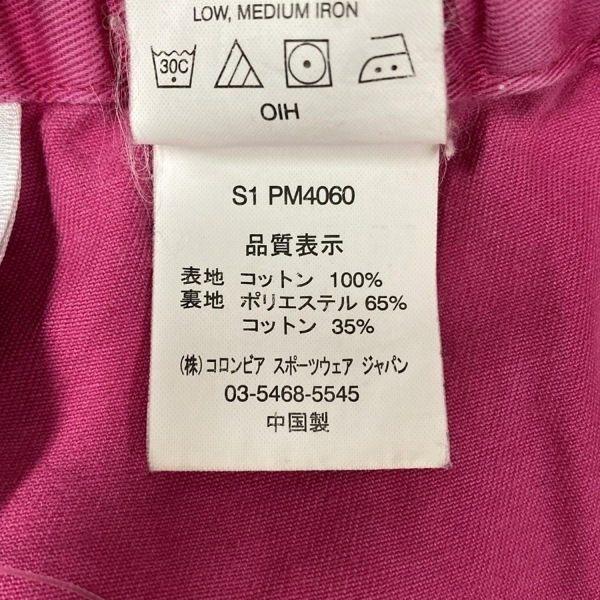 LOW, MEDIUM IRON
30C
OIH
S1 PM4060
品質表示
表地 コットン 100%
裏地 ポリエステル 65%
コットン 35%
(株)コロンビア スポーツウェア ジャパン
03-5468-5545
中国製